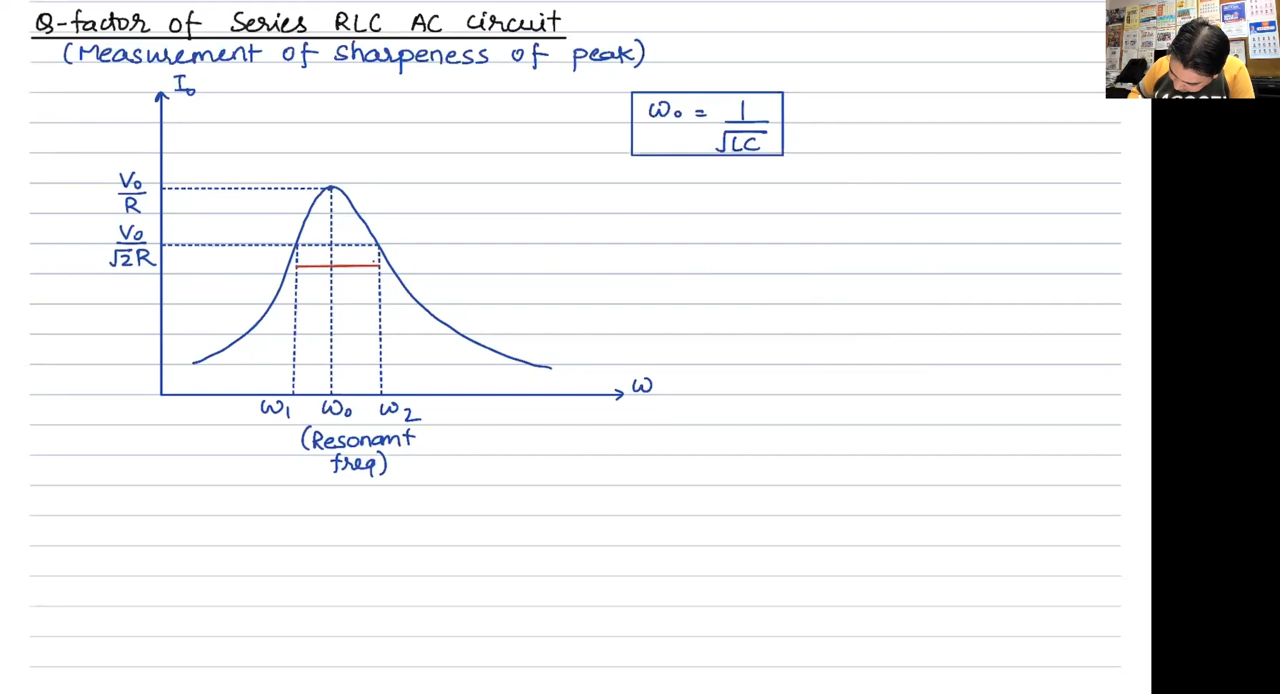 Q-factor of Series RLC AC Circuit
(Measurement of sharpeness of peak)
I₀
ω₀ = 1/√LC
V₀/R
V₀/√2R
ω
ω₁ ω₀ ω₂
(Resonant
freq)